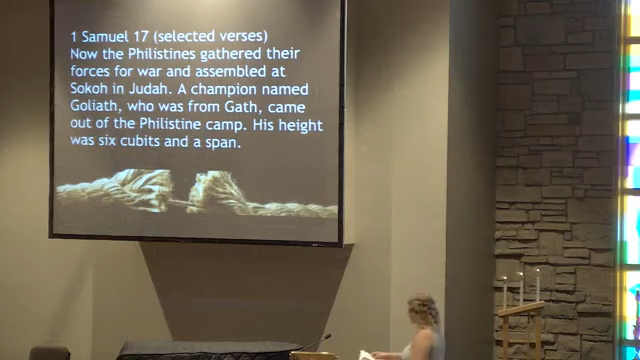 1 Samuel 17 (selected verses)
Now the Philistines gathered their
forces for war and assembled at
Sokoh in Judah. A champion named
Goliath, who was from Gath, came
out of the Philistine camp. His height
was six cubits and a span.